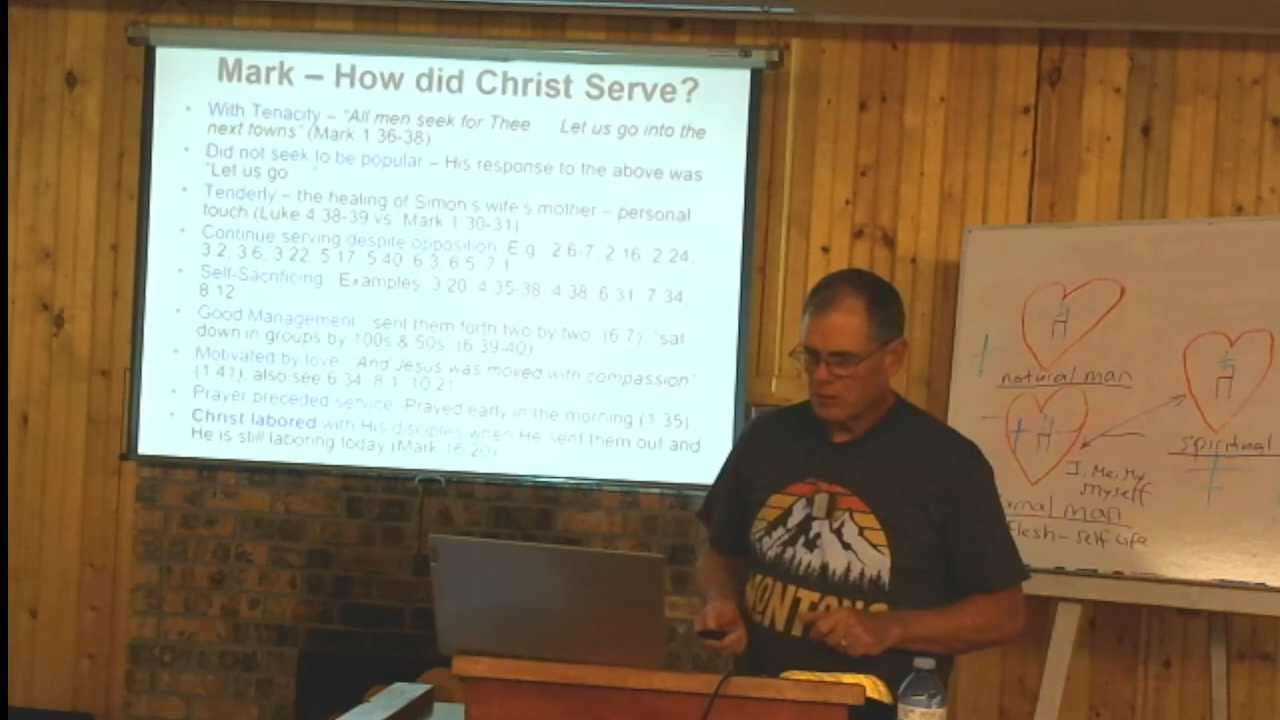 Mark – How did Christ Serve?
• With Tenacity – "All men seek for Thee Let us go into the
next towns" (Mark 1 36-38)
• Did not seek to be popular – His response to the above was
"Let us go
• Tenderly – the healing of Simon's wife's mother – personal
touch (Luke 4 38-39 vs. Mark 1 30-31)
• Continue serving despite opposition. E g. 2 6-7, 2 16, 2 24,
3 2, 3 6, 3 22, 5 17, 5 40, 6 3, 6 5, 7 1
• Self-Sacrificing. Examples. 3 20, 4 35-38, 4 38, 6 31, 7 34,
8 12
• Good Management. "sent them forth two by two (6 7) "sat
down in groups by 100s & 50s. (6 39-40)
• Motivated by love. "And Jesus was moved with compassion"
(1 41), also see 6 34, 8 1, 10 21
• Prayer preceded service. Prayed early in the morning (1 35)
• Christ labored with His disciples when He sent them out and
He is still laboring today (Mark 16 20)
natural man
spiritual
I, Me, My
Myself
rnal man
flesh - self life
MONTANA